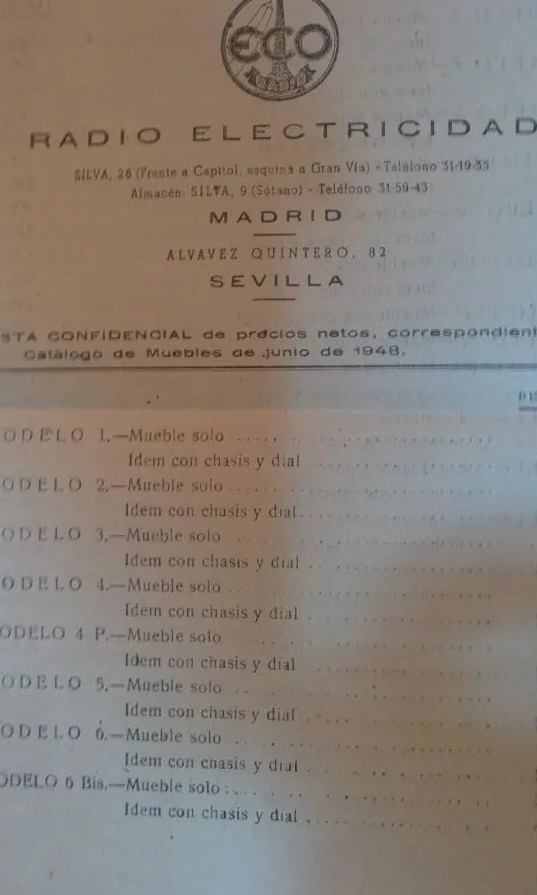 ECO
RADIO ELECTRICIDAD
SILVA, 26 (Frente a Capitol, esquina a Gran Vía) - Teléfono 31-19-35
Almacén: SILVA, 9 (Sótano) - Teléfono 31-59-43
MADRID
ALVAVEZ QUINTERO, 82
SEVILLA
STA CONFIDENCIAL de precios netos, correspondient
Catálogo de Muebles de junio de 1948.
ODELO 1.—Mueble solo
Idem con chasis y dial
ODELO 2.—Mueble solo
Idem con chasis y dial
ODELO 3.—Mueble solo
Idem con chasis y dial
ODELO 4.—Mueble solo
Idem con chasis y dial
ODELO 4 P.—Mueble solo
Idem con chasis y dial
ODELO 5.—Mueble solo
Idem con chasis y dial
ODELO 6.—Mueble solo
Idem con chasis y dial
ODELO 6 Bis.—Mueble solo
Idem con chasis y dial